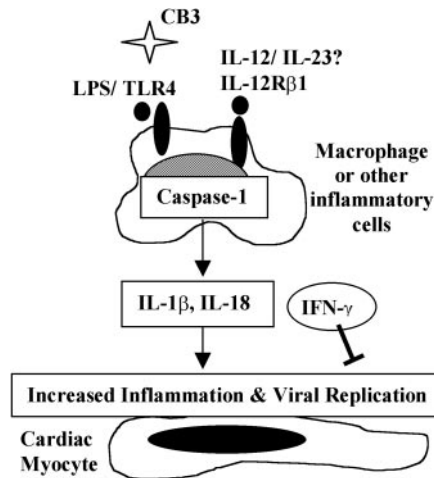 CB3
IL-12/ IL-23?
LPS/ TLR4
IL-12Rβ1
Macrophage
or other
inflammatory
cells
Caspase-1
IL-1β, IL-18
IFN-γ
Increased Inflammation & Viral Replication
Cardiac
Myocyte